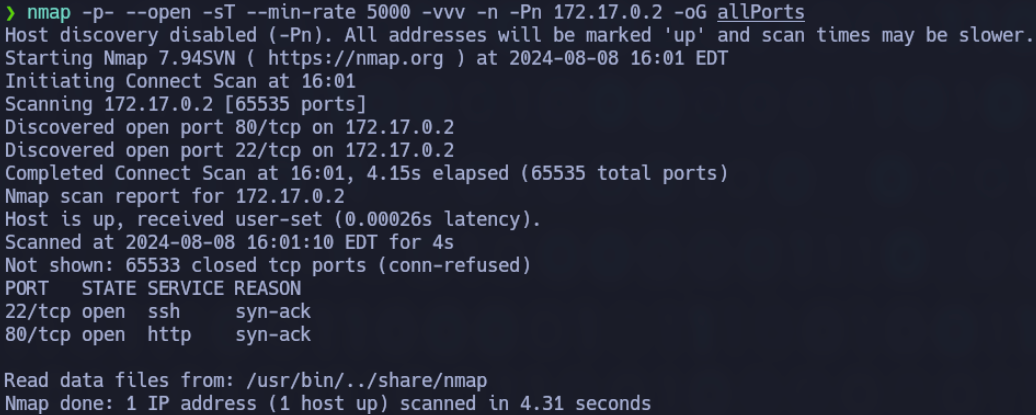 ❯ nmap -p- --open -sT --min-rate 5000 -vvv -n -Pn 172.17.0.2 -oG allPorts
Host discovery disabled (-Pn). All addresses will be marked 'up' and scan times may be slower.
Starting Nmap 7.94SVN ( https://nmap.org ) at 2024-08-08 16:01 EDT
Initiating Connect Scan at 16:01
Scanning 172.17.0.2 [65535 ports]
Discovered open port 80/tcp on 172.17.0.2
Discovered open port 22/tcp on 172.17.0.2
Completed Connect Scan at 16:01, 4.15s elapsed (65535 total ports)
Nmap scan report for 172.17.0.2
Host is up, received user-set (0.00026s latency).
Scanned at 2024-08-08 16:01:10 EDT for 4s
Not shown: 65533 closed tcp ports (conn-refused)
PORT   STATE SERVICE REASON
22/tcp open  ssh     syn-ack
80/tcp open  http    syn-ack
Read data files from: /usr/bin/../share/nmap
Nmap done: 1 IP address (1 host up) scanned in 4.31 seconds